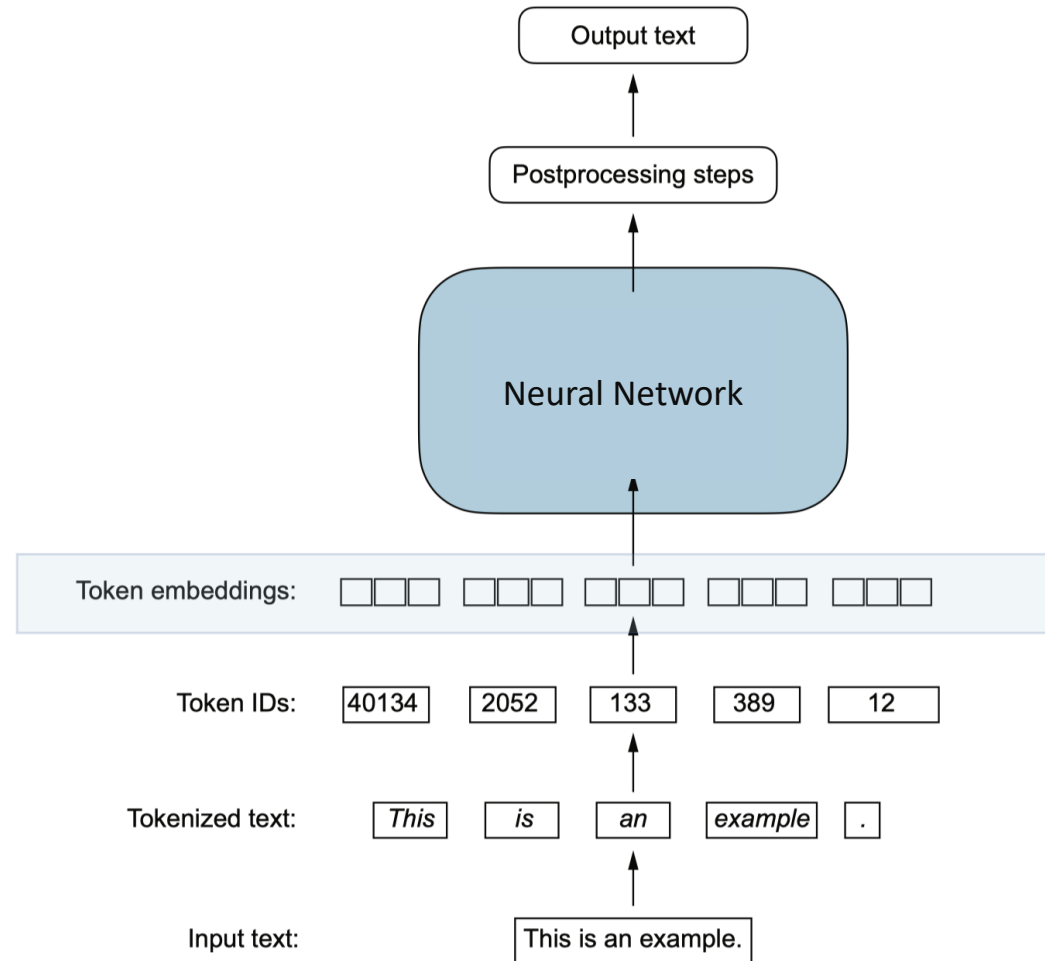 Output text
Postprocessing steps
Neural Network
Token embeddings:
Token IDs: 40134 2052 133 389 12
Tokenized text: This is an example .
Input text: This is an example.